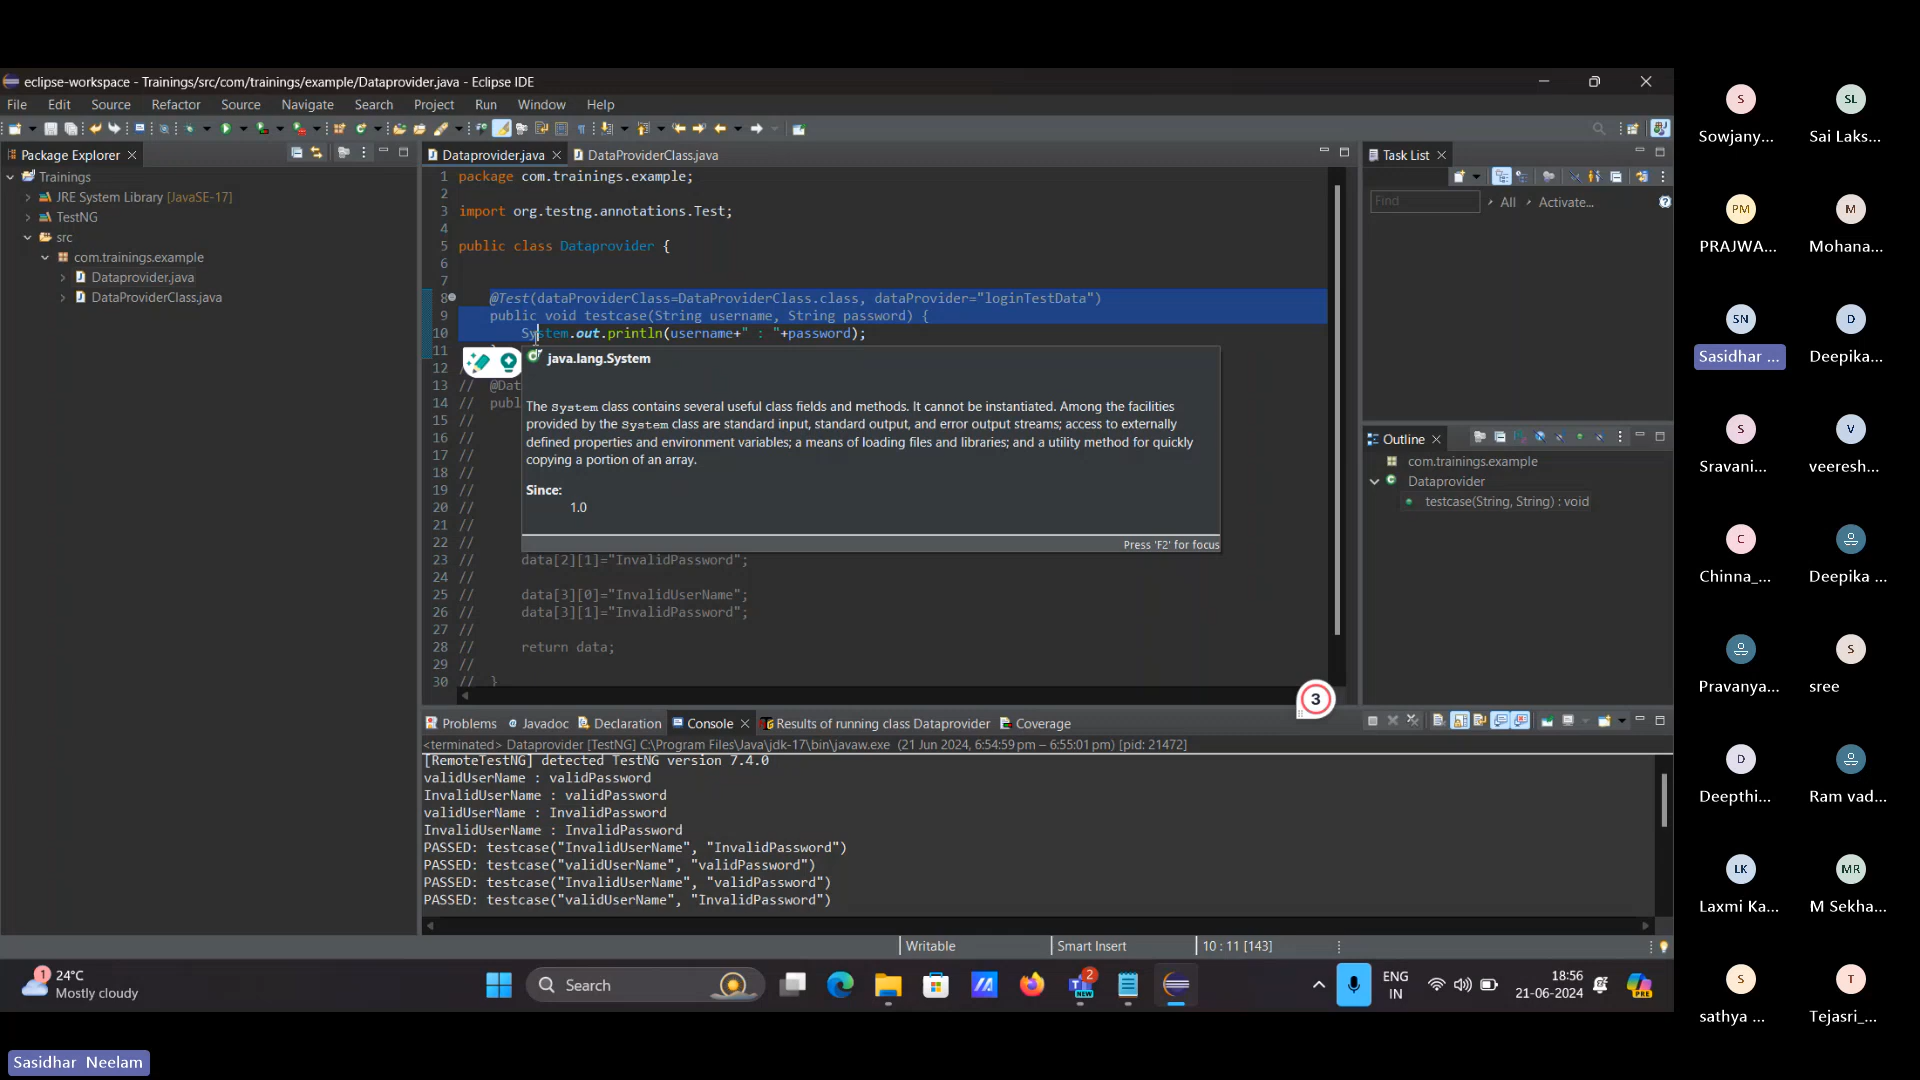 eclipse-workspace - Trainings/src/com/trainings/example/Dataprovider.java - Eclipse IDE
File Edit Source Refactor Source Navigate Search Project Run Window Help
Package Explorer
Trainings
JRE System Library [JavaSE-17]
TestNG
src
com.trainings.example
Dataprovider.java
DataProviderClass.java
Dataprovider.java DataProviderClass.java
1 package com.trainings.example;
2
3 import org.testng.annotations.Test;
4
5 public class Dataprovider {
6
7
8 @Test(dataProviderClass=DataProviderClass.class, dataProvider="loginTestData")
9 public void testcase(String username, String password) {
10 System.out.println(username+" : "+password);
11
12
13 // @Dat
14 // publ
15 //
16 //
17 //
18 //
19 //
20 //
21 //
22 //
23 // data[2][1]="InvalidPassword";
24 //
25 // data[3][0]="InvalidUserName";
26 // data[3][1]="InvalidPassword";
27 //
28 // return data;
29 //
30 // }
java.lang.System
The System class contains several useful class fields and methods. It cannot be instantiated. Among the facilities
provided by the System class are standard input, standard output, and error output streams; access to externally
defined properties and environment variables; a means of loading files and libraries; and a utility method for quickly
copying a portion of an array.
Since:
1.0
Press 'F2' for focus
3
Task List
Find All Activate...
Outline
com.trainings.example
Dataprovider
testcase(String, String) : void
Problems Javadoc Declaration Console Results of running class Dataprovider Coverage
<terminated> Dataprovider [TestNG] C:\Program Files\Java\jdk-17\bin\javaw.exe (21 Jun 2024, 6:54:59 pm – 6:55:01 pm) [pid: 21472]
[RemoteTestNG] detected TestNG version 7.4.0
validUserName : validPassword
InvalidUserName : validPassword
validUserName : InvalidPassword
InvalidUserName : InvalidPassword
PASSED: testcase("InvalidUserName", "InvalidPassword")
PASSED: testcase("validUserName", "validPassword")
PASSED: testcase("InvalidUserName", "validPassword")
PASSED: testcase("validUserName", "InvalidPassword")
Writable Smart Insert 10 : 11 [143]
1 24°C
Mostly cloudy
Search
2
NEW
ENG
IN
18:56
21-06-2024
PRE
S SL
Sowjany... Sai Laks...
PM M
PRAJWA... Mohana...
SN D
Sasidhar ... Deepika...
S V
Sravani... veeresh...
C
Chinna_... Deepika ...
S
Pravanya... sree
D
Deepthi... Ram vad...
LK MR
Laxmi Ka... M Sekha...
S T
sathya ... Tejasri_...
Sasidhar Neelam